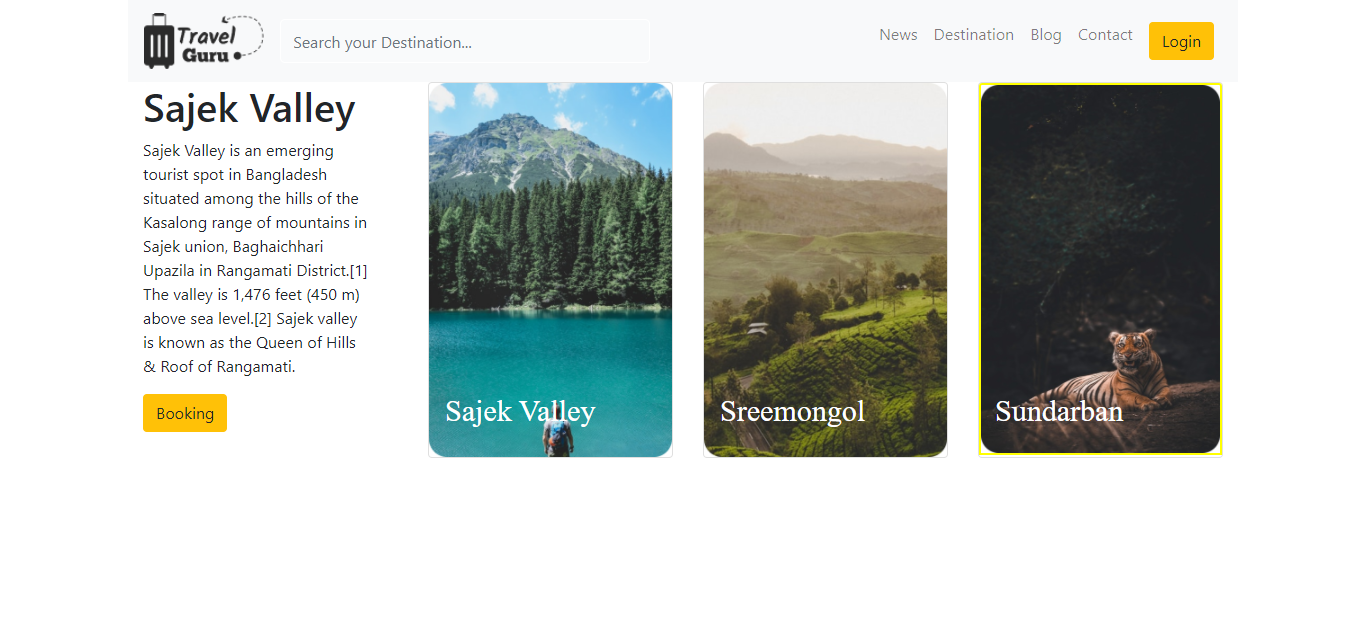 Travel
Guru
Search your Destination...
News Destination Blog Contact Login
Sajek Valley
Sajek Valley is an emerging
tourist spot in Bangladesh
situated among the hills of the
Kasalong range of mountains in
Sajek union, Baghaichhari
Upazila in Rangamati District.[1]
The valley is 1,476 feet (450 m)
above sea level.[2] Sajek valley
is known as the Queen of Hills
& Roof of Rangamati.
Booking
Sajek Valley
Sreemongol
Sundarban